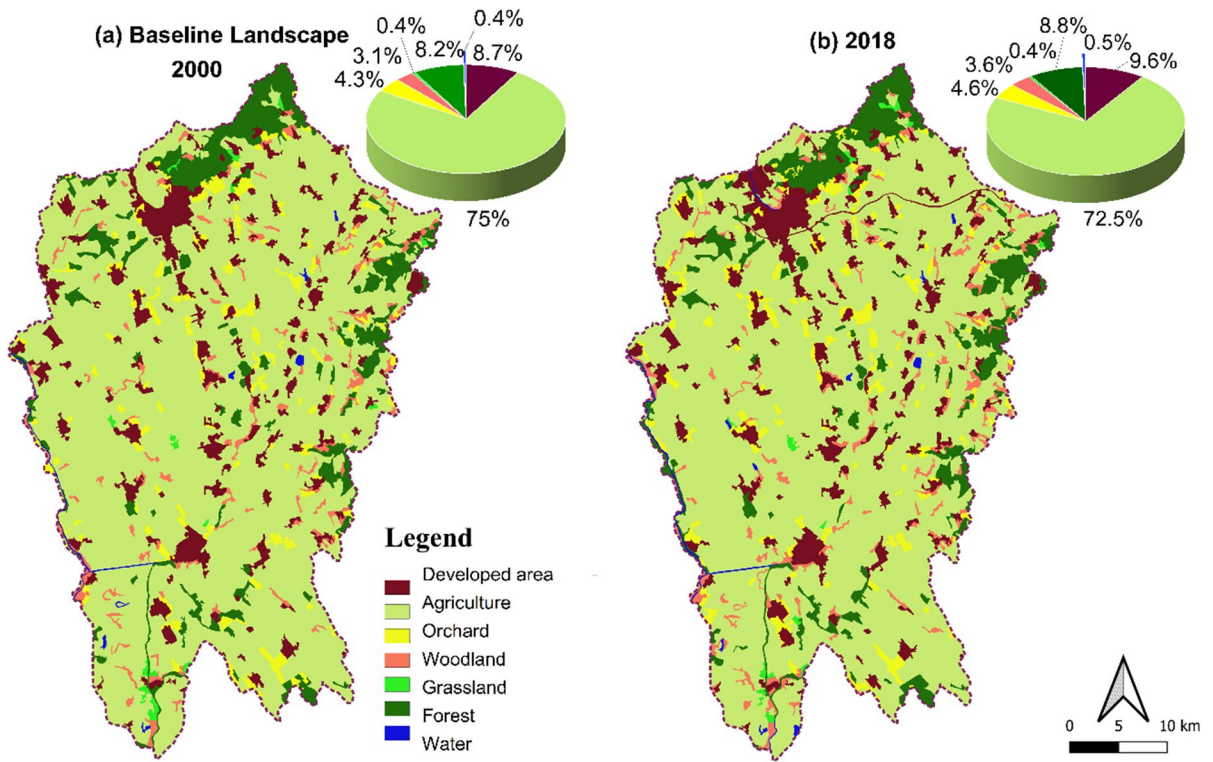 (a) Baseline Landscape
2000
0.4%
0.4%
3.1%
8.2%
8.7%
4.3%
75%
(b) 2018
8.8%
0.5%
3.6%
0.4%
9.6%
4.6%
72.5%
Legend
Developed area
Agriculture
Orchard
Woodland
Grassland
Forest
Water
0 5 10 km